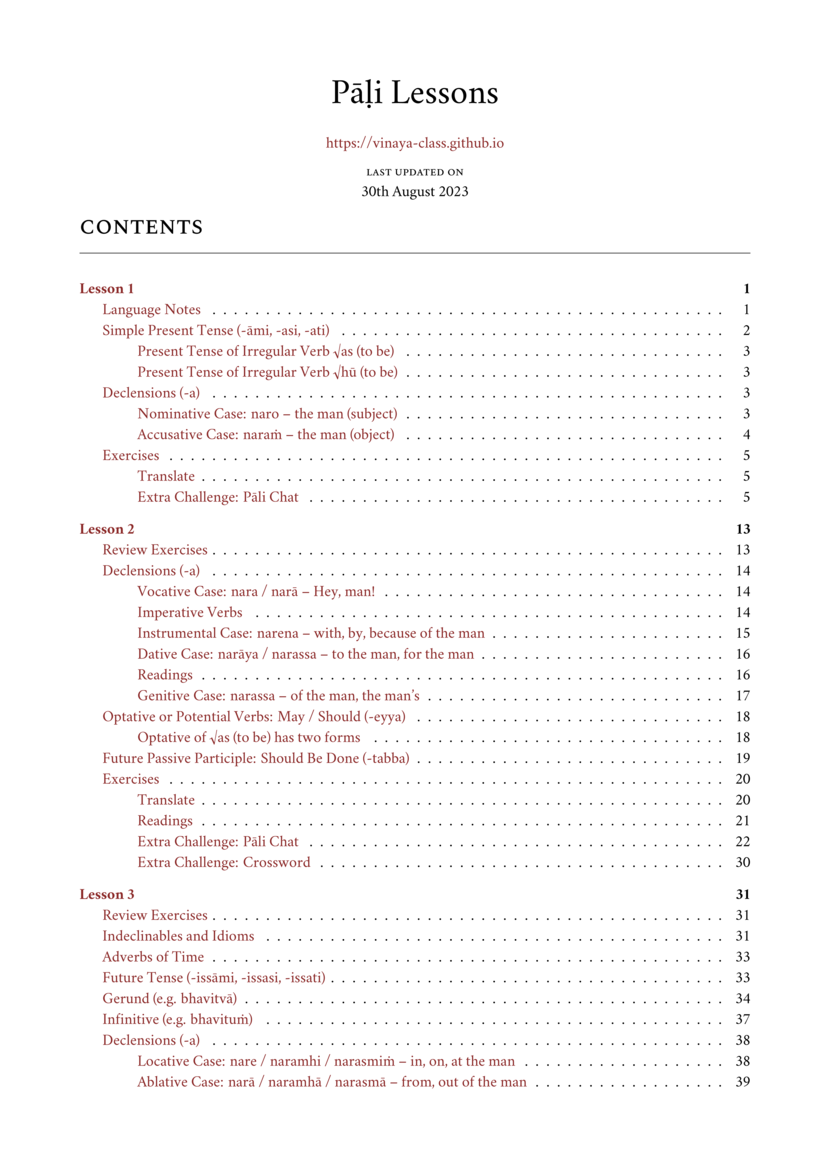 Pāḷi Lessons
https://vinaya-class.github.io
LAST UPDATED ON
30th August 2023
CONTENTS
Lesson 1 1
Language Notes . . . . . . . . . . . . . . . . . . . . 1
Simple Present Tense (-āmi, -asi, -ati) . . . . . . . . . . . . . . . . . . . . 2
Present Tense of Irregular Verb √as (to be) . . . . . . . . . . . . . . . . . . . . 3
Present Tense of Irregular Verb √hū (to be) . . . . . . . . . . . . . . . . . . . . 3
Declensions (-a) . . . . . . . . . . . . . . . . . . . . 3
Nominative Case: naro – the man (subject) . . . . . . . . . . . . . . . . . . . . 3
Accusative Case: naraṁ – the man (object) . . . . . . . . . . . . . . . . . . . . 4
Exercises . . . . . . . . . . . . . . . . . . . . 5
Translate . . . . . . . . . . . . . . . . . . . . 5
Extra Challenge: Pāli Chat . . . . . . . . . . . . . . . . . . . . 5
Lesson 2 13
Review Exercises . . . . . . . . . . . . . . . . . . . . 13
Declensions (-a) . . . . . . . . . . . . . . . . . . . . 14
Vocative Case: nara / narā – Hey, man! . . . . . . . . . . . . . . . . . . . . 14
Imperative Verbs . . . . . . . . . . . . . . . . . . . . 14
Instrumental Case: narena – with, by, because of the man . . . . . . . . . . . . . . . . . . . . 15
Dative Case: narāya / narassa – to the man, for the man . . . . . . . . . . . . . . . . . . . . 16
Readings . . . . . . . . . . . . . . . . . . . . 16
Genitive Case: narassa – of the man, the man’s . . . . . . . . . . . . . . . . . . . . 17
Optative or Potential Verbs: May / Should (-eyya) . . . . . . . . . . . . . . . . . . . . 18
Optative of √as (to be) has two forms . . . . . . . . . . . . . . . . . . . . 18
Future Passive Participle: Should Be Done (-tabba) . . . . . . . . . . . . . . . . . . . . 19
Exercises . . . . . . . . . . . . . . . . . . . . 20
Translate . . . . . . . . . . . . . . . . . . . . 20
Readings . . . . . . . . . . . . . . . . . . . . 21
Extra Challenge: Pāli Chat . . . . . . . . . . . . . . . . . . . . 22
Extra Challenge: Crossword . . . . . . . . . . . . . . . . . . . . 30
Lesson 3 31
Review Exercises . . . . . . . . . . . . . . . . . . . . 31
Indeclinables and Idioms . . . . . . . . . . . . . . . . . . . . 31
Adverbs of Time . . . . . . . . . . . . . . . . . . . . 33
Future Tense (-issāmi, -issasi, -issati) . . . . . . . . . . . . . . . . . . . . 33
Gerund (e.g. bhavitvā) . . . . . . . . . . . . . . . . . . . . 34
Infinitive (e.g. bhavituṁ) . . . . . . . . . . . . . . . . . . . . 37
Declensions (-a) . . . . . . . . . . . . . . . . . . . . 38
Locative Case: nare / naramhi / narasmiṁ – in, on, at the man . . . . . . . . . . . . . . . . . . . 38
Ablative Case: narā / naramhā / narasmā – from, out of the man . . . . . . . . . . . . . . . . . . 39